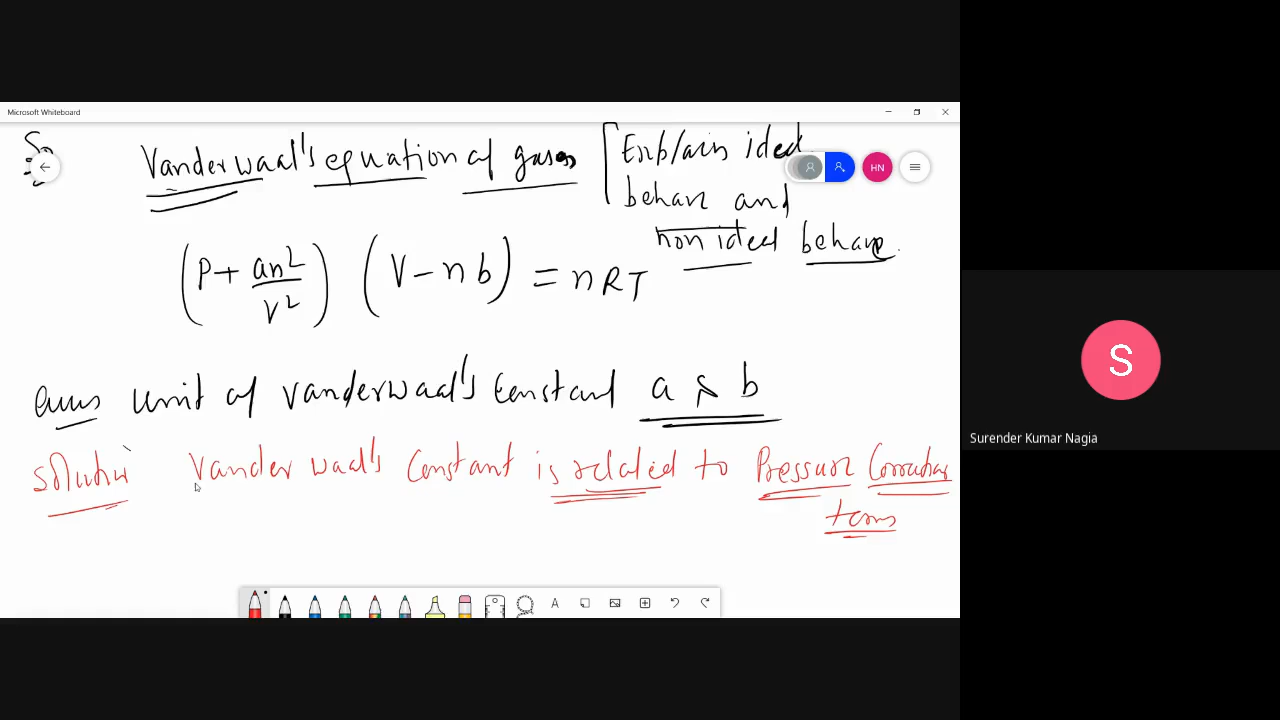 Microsoft Whiteboard
So
Vanderwaal's equation of gases
Explain ideal
behave and
non ideal behave.
HN
(P + an²/V²) (V - nb) = nRT
Ques Unit of Vanderwaal's Constant a & b
Solution Vander waal's Constant is related to Pressure Correction
term
S
Surender Kumar Nagia
A